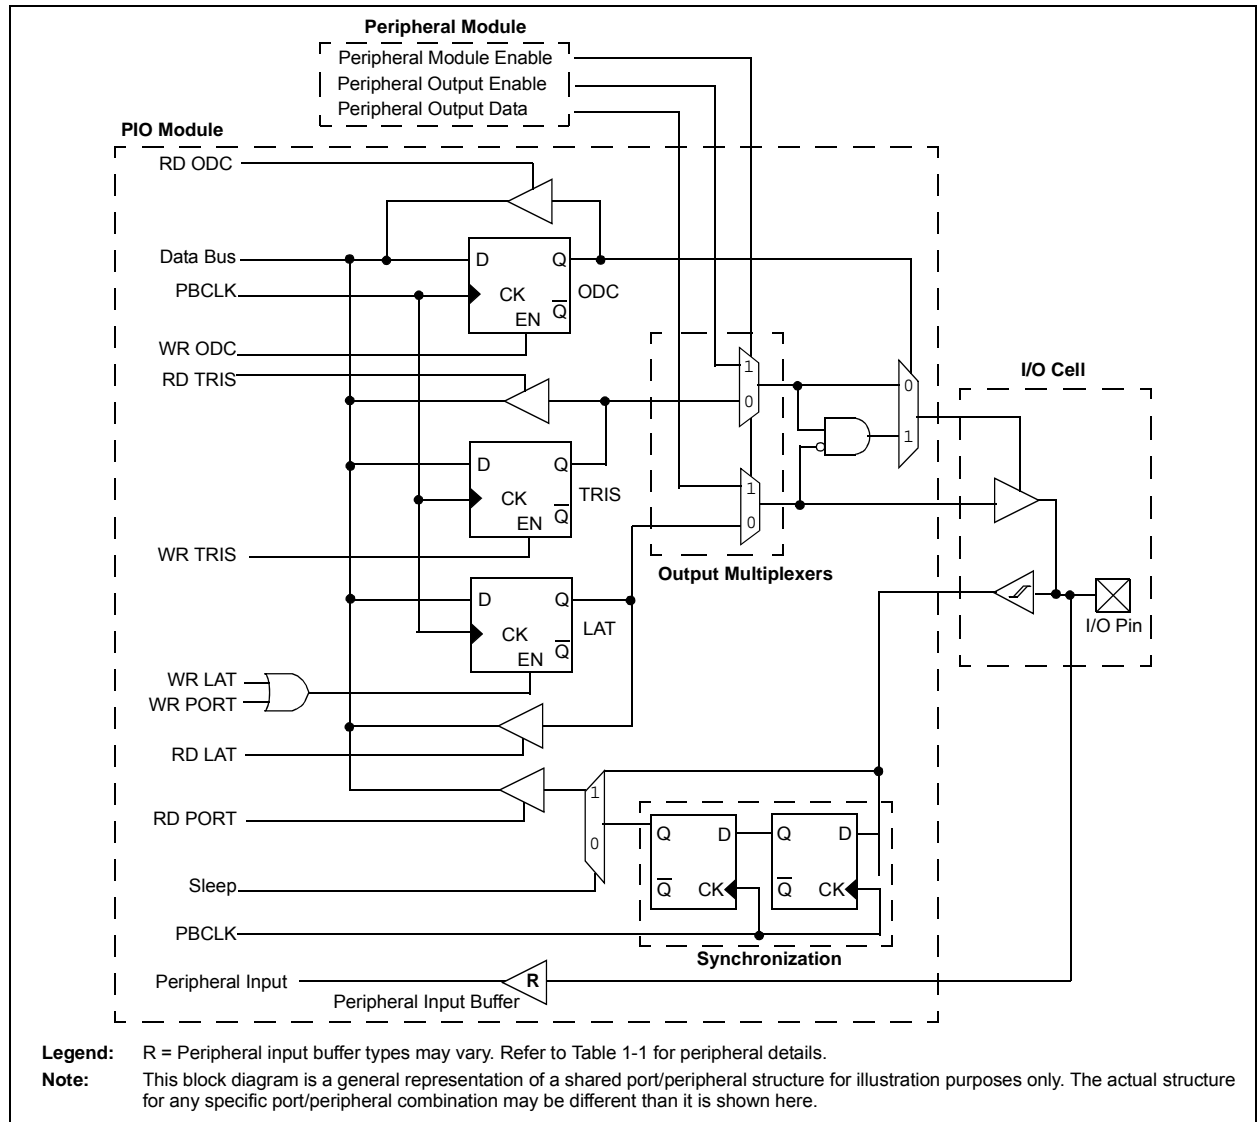 Peripheral Module
Peripheral Module Enable
Peripheral Output Enable
Peripheral Output Data
PIO Module
RD ODC
Data Bus
D
Q
PBCLK
CK
ODC
EN
Q
WR ODC
RD TRIS
1
0
0
1
I/O Cell
D
Q
CK
TRIS
EN
Q
WR TRIS
1
0
Output Multiplexers
D
Q
CK
LAT
EN
Q
I/O Pin
WR LAT
WR PORT
RD LAT
RD PORT
1
0
Q
D
Q
D
Sleep
Q
CK
Q
CK
PBCLK
Synchronization
Peripheral Input
R
Peripheral Input Buffer
Legend: R = Peripheral input buffer types may vary. Refer to Table 1-1 for peripheral details.
Note: This block diagram is a general representation of a shared port/peripheral structure for illustration purposes only. The actual structure
for any specific port/peripheral combination may be different than it is shown here.